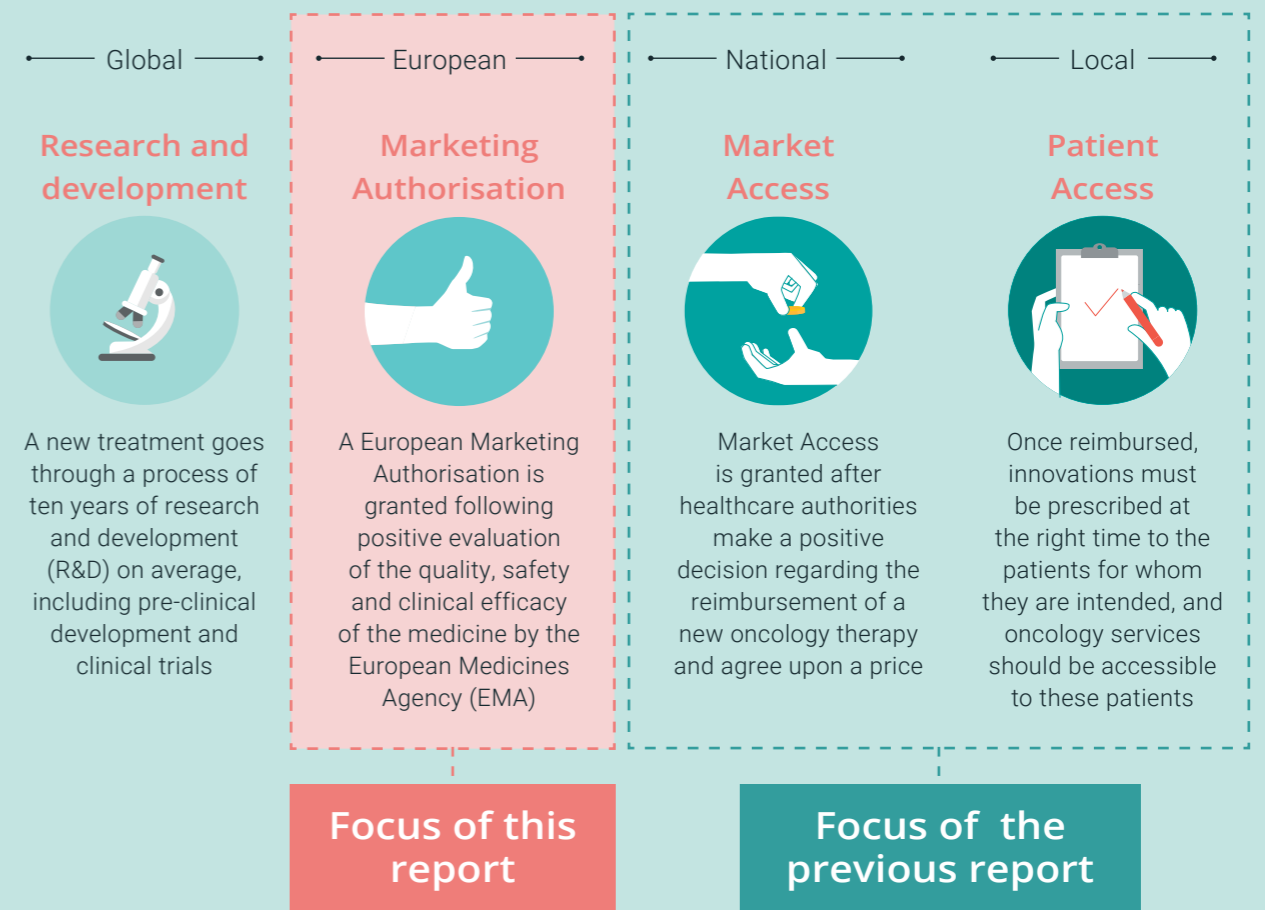 Global
Research and
development
A new treatment goes
through a process of
ten years of research
and development
(R&D) on average,
including pre-clinical
development and
clinical trials
European
Marketing
Authorisation
A European Marketing
Authorisation is
granted following
positive evaluation
of the quality, safety
and clinical efficacy
of the medicine by the
European Medicines
Agency (EMA)
Focus of this
report
National
Market
Access
Market Access
is granted after
healthcare authorities
make a positive
decision regarding the
reimbursement of a
new oncology therapy
and agree upon a price
Local
Patient
Access
Once reimbursed,
innovations must
be prescribed at
the right time to the
patients for whom
they are intended, and
oncology services
should be accessible
to these patients
Focus of the
previous report